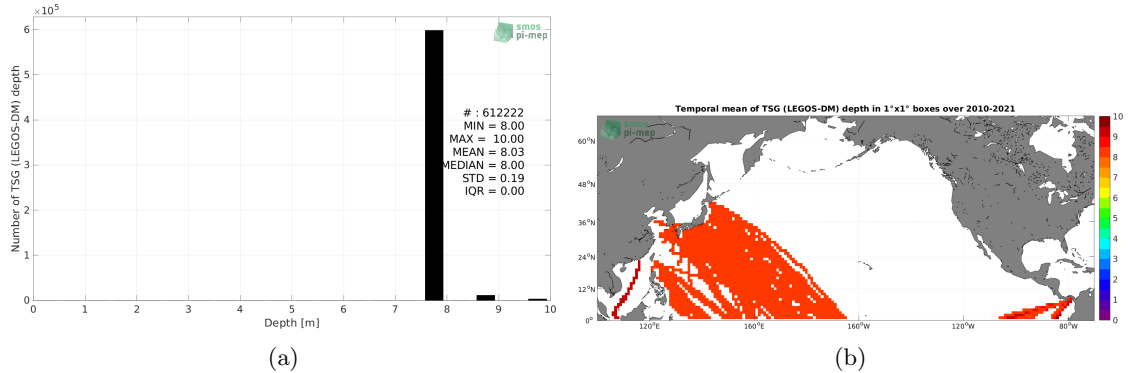 ×10⁵
6
5
4
3
2
1
0
Number of TSG (LEGOS-DM) depth
smos
pi-mep
# : 612222
MIN = 8.00
MAX = 10.00
MEAN = 8.03
MEDIAN = 8.00
STD = 0.19
IQR = 0.00
0 1 2 3 4 5 6 7 8 9 10
Depth [m]
(a)
Temporal mean of TSG (LEGOS-DM) depth in 1°x1° boxes over 2010-2021
smos
pi-mep
60°N
48°N
36°N
24°N
12°N
0°
120°E 160°E 160°W 120°W 80°W
10
9
8
7
6
5
4
3
2
1
0
(b)